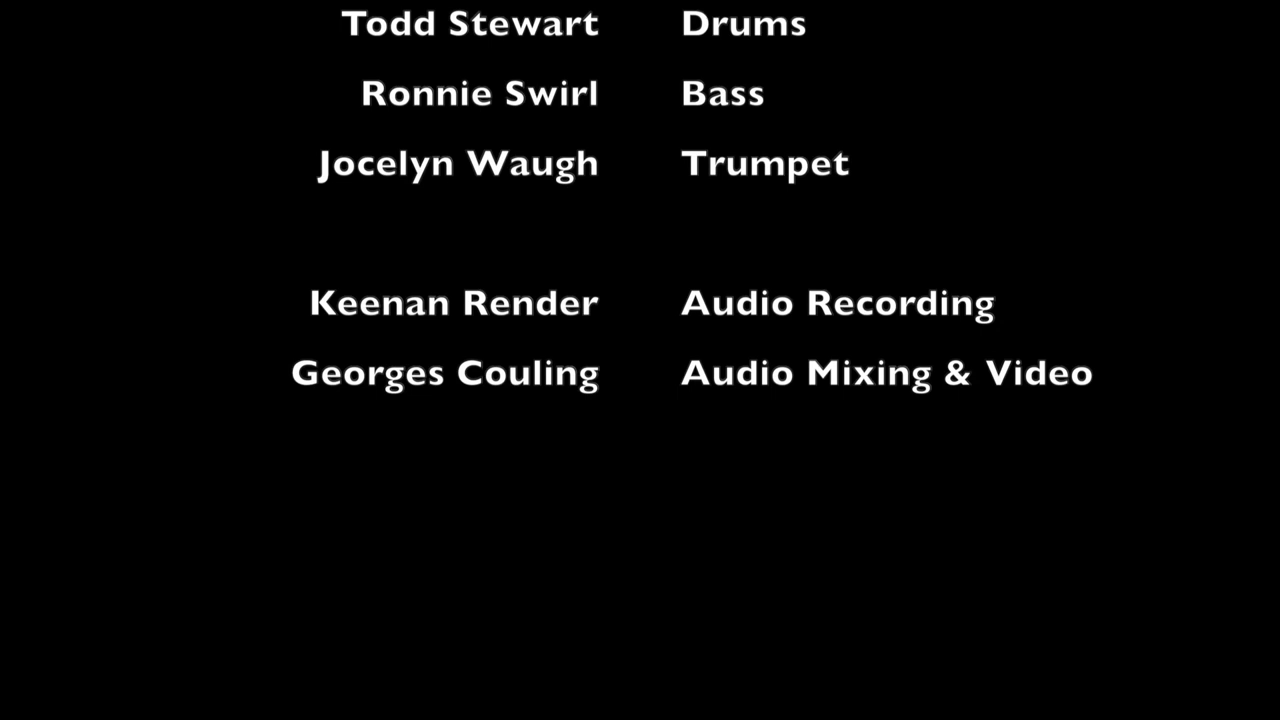 Todd Stewart Drums
Ronnie Swirl Bass
Jocelyn Waugh Trumpet
Keenan Render Audio Recording
Georges Couling Audio Mixing & Video